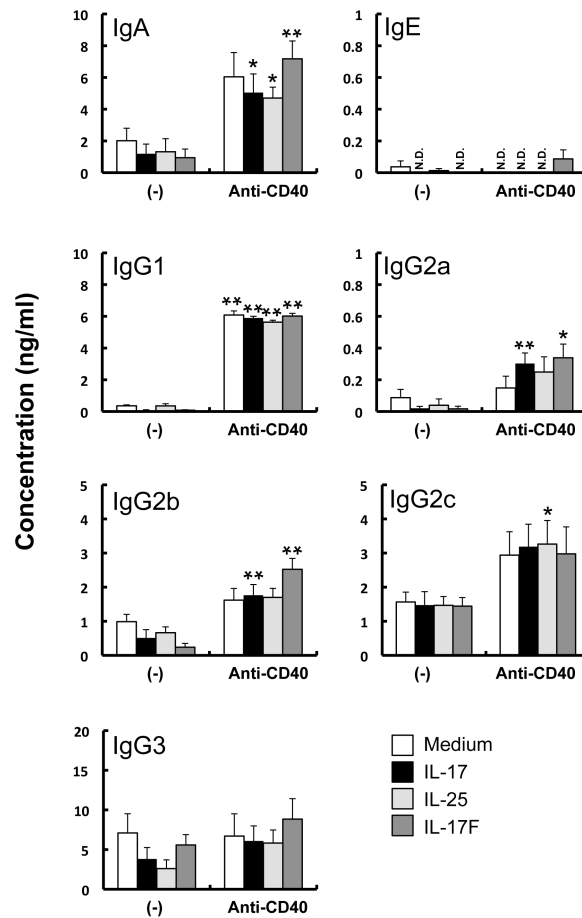 Concentration (ng/ml)
IgA
10
8
6
4
2
0
* * **
(-) Anti-CD40
IgE
1
0.8
0.6
0.4
0.2
0
N.D. N.D. N.D. N.D. N.D.
(-) Anti-CD40
IgG1
10
8
6
4
2
0
** ** ** **
(-) Anti-CD40
IgG2a
1
0.8
0.6
0.4
0.2
0
** *
(-) Anti-CD40
IgG2b
5
4
3
2
1
0
** **
(-) Anti-CD40
IgG2c
5
4
3
2
1
0
*
(-) Anti-CD40
IgG3
20
15
10
5
0
(-) Anti-CD40
Medium
IL-17
IL-25
IL-17F